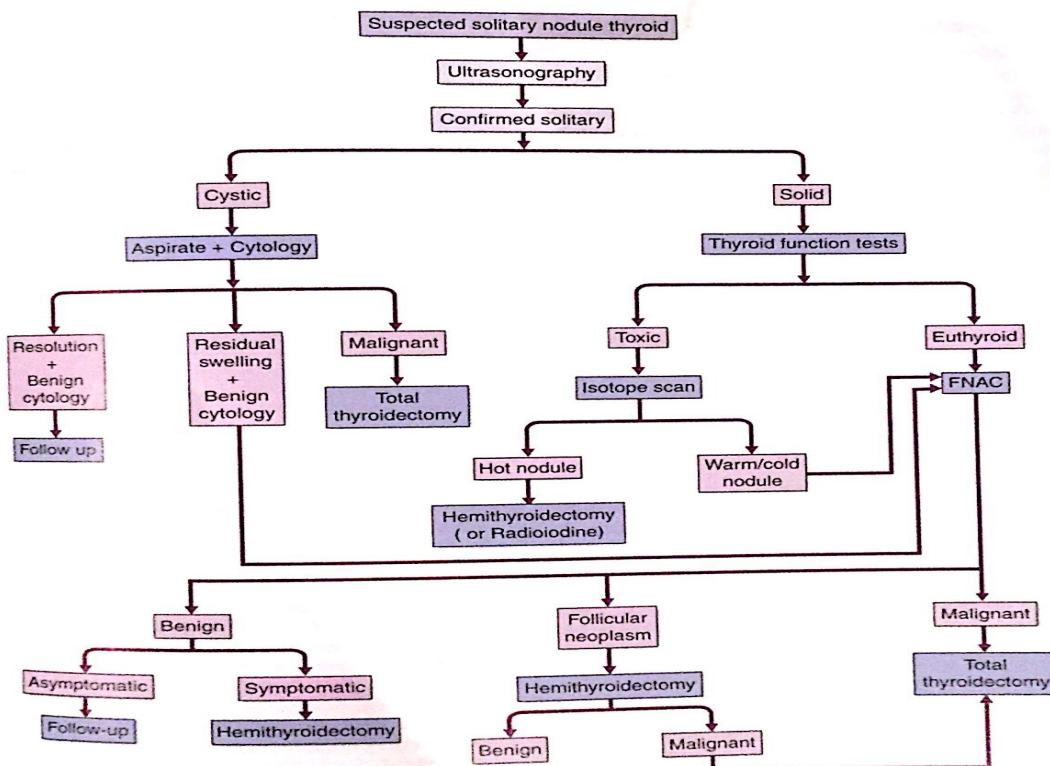 Suspected solitary nodule thyroid
Ultrasonography
Confirmed solitary
Cystic
Solid
Aspirate + Cytology
Thyroid function tests
Resolution
+
Benign
cytology
Residual
swelling
+
Benign
cytology
Malignant
Toxic
Euthyroid
Total
thyroidectomy
Isotope scan
FNAC
Follow up
Hot nodule
Warm/cold
nodule
Hemithyroidectomy
( or Radioiodine)
Benign
Follicular
neoplasm
Malignant
Asymptomatic
Symptomatic
Hemithyroidectomy
Total
thyroidectomy
Follow-up
Hemithyroidectomy
Benign
Malignant